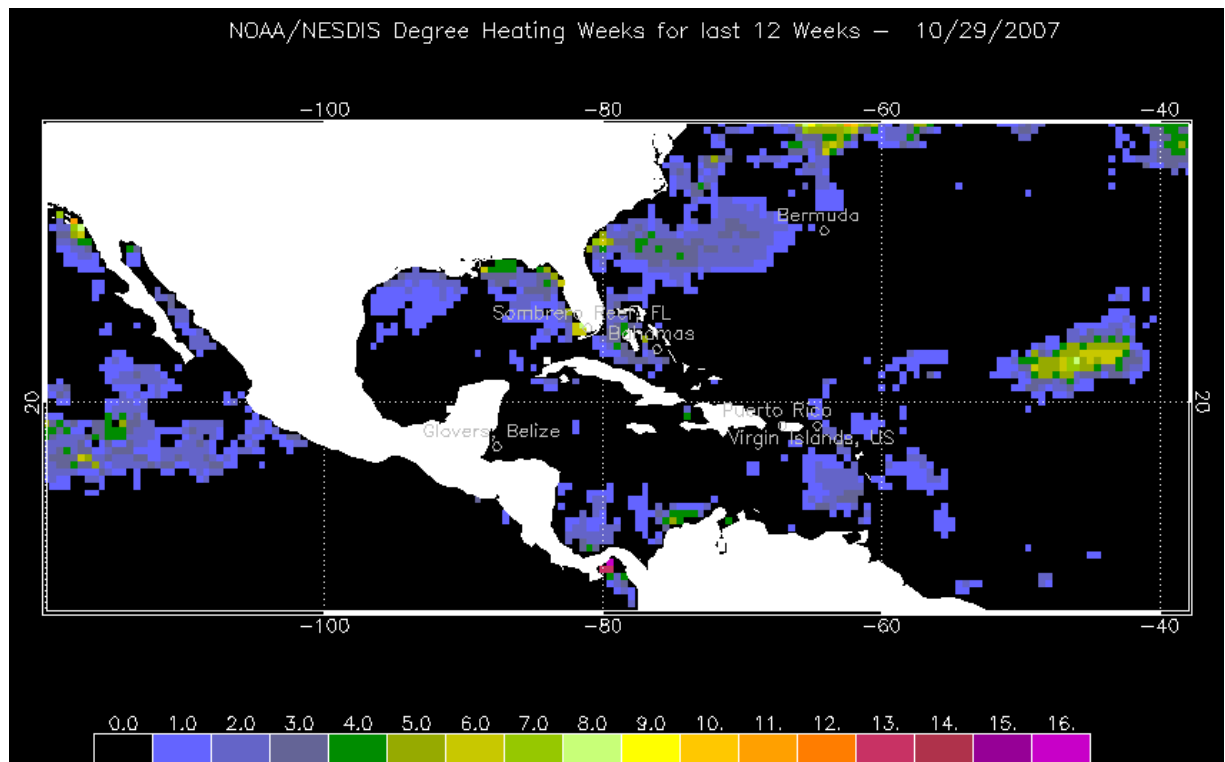 NOAA/NESDIS Degree Heating Weeks for last 12 Weeks – 10/29/2007
-100 -80 -60 -40
Bermuda
Sombrero Reef, FL
Bahamas
20 20
Puerto Rico
Glovers, Belize
Virgin Islands, US
-100 -80 -60 -40
0.0 1.0 2.0 3.0 4.0 5.0 6.0 7.0 8.0 9.0 10. 11. 12. 13. 14. 15. 16.